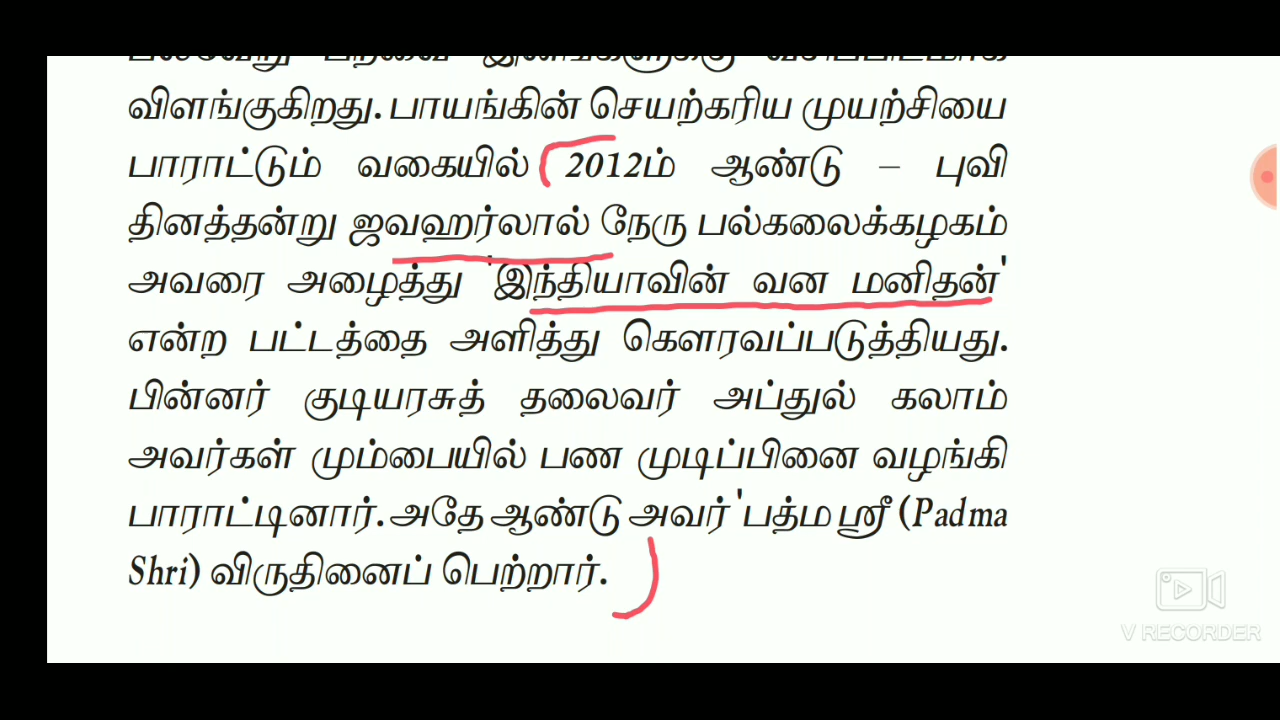 விளங்குகிறது. பாயங்கின் செயற்கரிய முயற்சியை
பாராட்டும் வகையில் 2012ம் ஆண்டு – புவி
தினத்தன்று ஜவஹர்லால் நேரு பல்கலைக்கழகம்
அவரை அழைத்து 'இந்தியாவின் வன மனிதன்'
என்ற பட்டத்தை அளித்து கௌரவப்படுத்தியது.
பின்னர் குடியரசுத் தலைவர் அப்துல் கலாம்
அவர்கள் மும்பையில் பண முடிப்பினை வழங்கி
பாராட்டினார். அதே ஆண்டு அவர் 'பத்ம ஸ்ரீ (Padma
Shri) விருதினைப் பெற்றார்.
V RECORDER